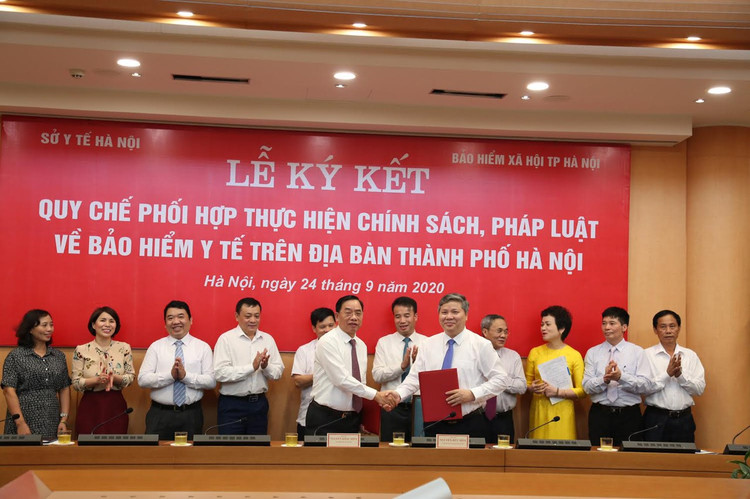 SỞ Y TẾ HÀ NỘI
BẢO HIỂM XÃ HỘI TP HÀ NỘI
LỄ KÝ KẾT
QUY CHẾ PHỐI HỢP THỰC HIỆN CHÍNH SÁCH, PHÁP LUẬT
VỀ BẢO HIỂM Y TẾ TRÊN ĐỊA BÀN THÀNH PHỐ HÀ NỘI
Hà Nội, ngày 24 tháng 9 năm 2020